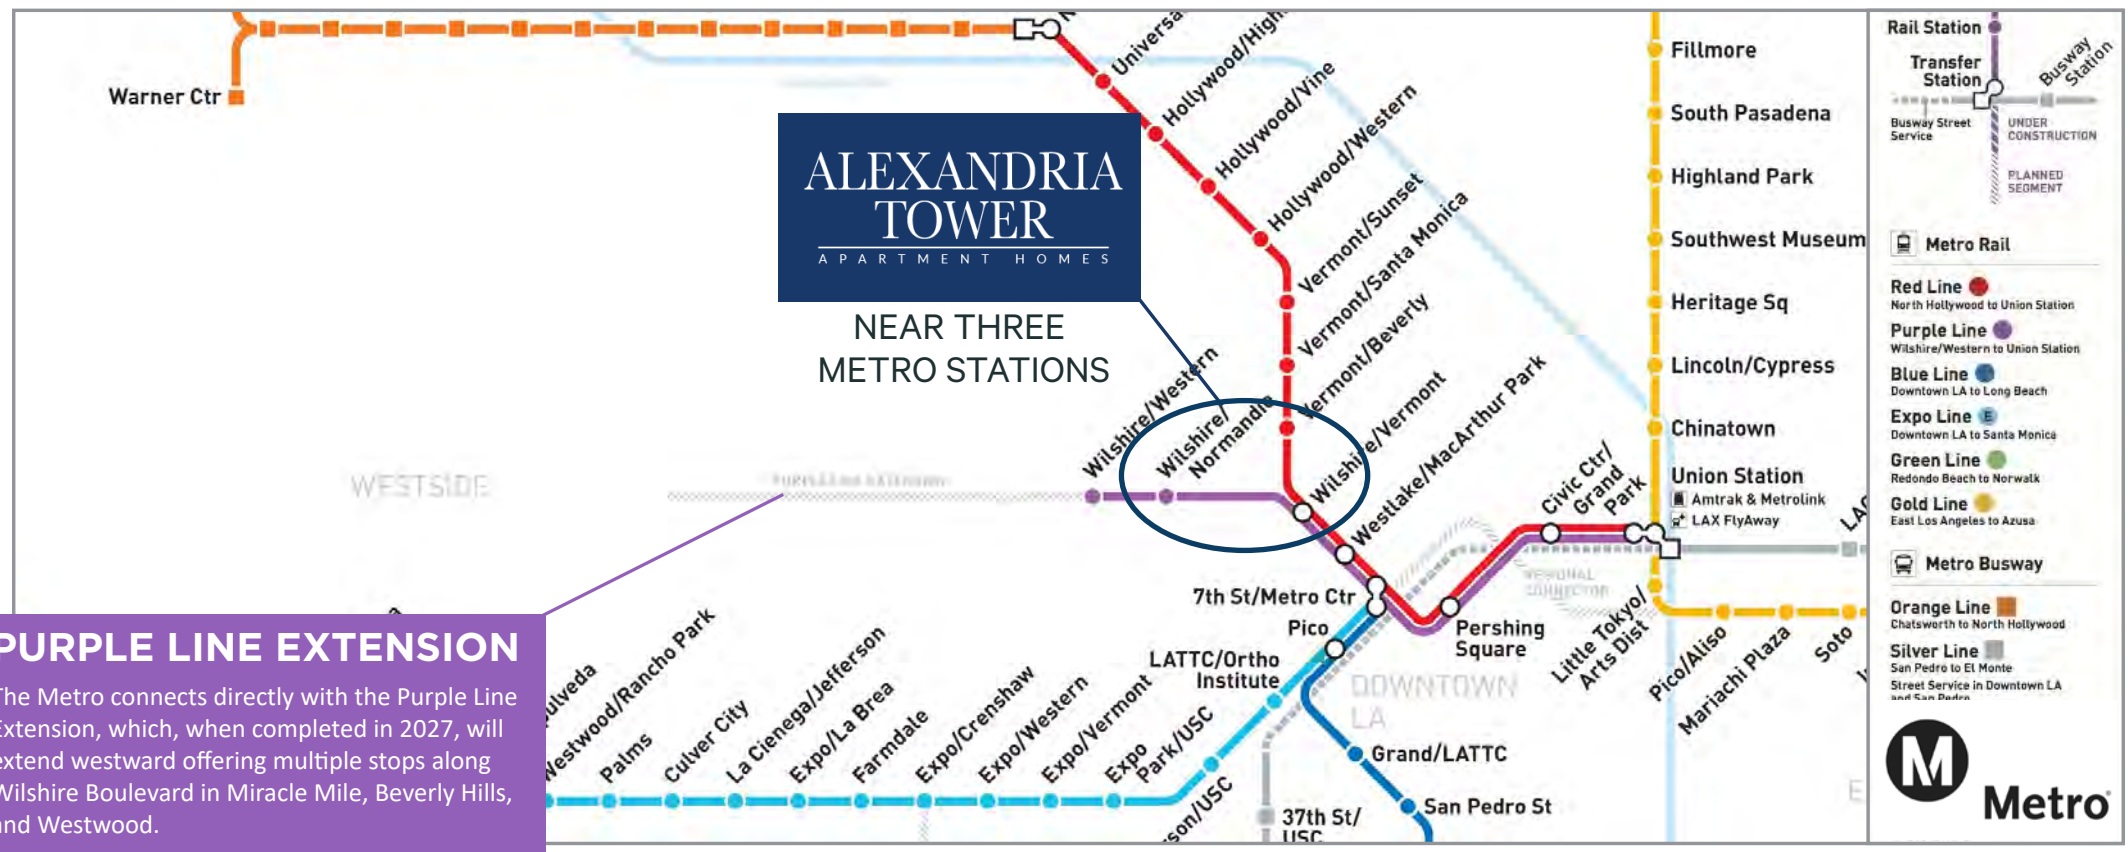 Warner Ctr
Hollywood/Vine
Hollywood/Western
Vermont/Sunset
Vermont/Santa Monica
Vermont/Beverly
ALEXANDRIA
TOWER
APARTMENT HOMES
NEAR THREE
METRO STATIONS
Wilshire/Western
Wilshire/
Normandie
Wilshire/Vermont
Westlake/MacArthur Park
WESTSIDE
PURPLE LINE EXTENSION
Civic Ctr/
Grand
Park
Fillmore
South Pasadena
Highland Park
Southwest Museum
Heritage Sq
Lincoln/Cypress
Chinatown
Union Station
Amtrak & Metrolink
LAX FlyAway
REGIONAL
CONNECTOR
7th St/Metro Ctr
Pico
LATTC/Ortho
Institute
Pershing
Square
DOWNTOWN
LA
Little Tokyo/
Arts Dist
Pico/Aliso
Mariachi Plaza
Soto
Westwood/Rancho Park
Palms
Culver City
La Cienega/Jefferson
Expo/La Brea
Farmdale
Expo/Crenshaw
Expo/Western
Expo/Vermont
Expo
Park/USC
Grand/LATTC
San Pedro St
37th St/
USC
PURPLE LINE EXTENSION
The Metro connects directly with the Purple Line
Extension, which, when completed in 2027, will
extend westward offering multiple stops along
Wilshire Boulevard in Miracle Mile, Beverly Hills,
and Westwood.
Rail Station
Transfer
Station
Busway
Station
Busway Street
Service
UNDER
CONSTRUCTION
PLANNED
SEGMENT
Metro Rail
Red Line
North Hollywood to Union Station
Purple Line
Wilshire/Western to Union Station
Blue Line
Downtown LA to Long Beach
Expo Line E
Downtown LA to Santa Monica
Green Line
Redondo Beach to Norwalk
Gold Line
East Los Angeles to Azusa
Metro Busway
Orange Line
Chatsworth to North Hollywood
Silver Line
San Pedro to El Monte
Street Service in Downtown LA
and San Pedro
M
Metro